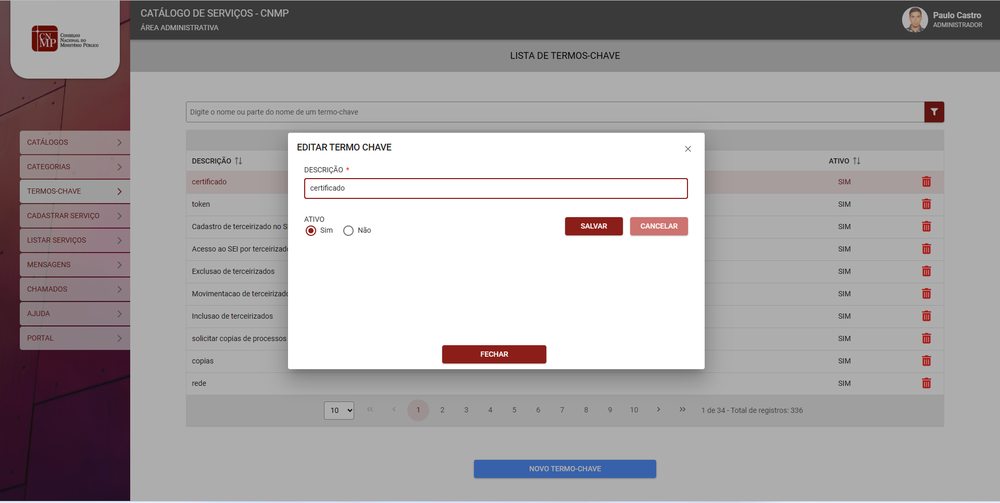 CATÁLOGO DE SERVIÇOS - CNMP
ÁREA ADMINISTRATIVA
Paulo Castro
ADMINISTRADOR
CN
MP
Conselho
Nacional do
Ministério Público
LISTA DE TERMOS-CHAVE
Digite o nome ou parte do nome de um termo-chave
CATÁLOGOS
CATEGORIAS
TERMOS-CHAVE
CADASTRAR SERVIÇO
LISTAR SERVIÇOS
MENSAGENS
CHAMADOS
AJUDA
PORTAL
DESCRIÇÃO
ATIVO
certificado
SIM
token
SIM
Cadastro de terceirizado no S
SIM
Acesso ao SEI por terceirizad
SIM
Exclusao de terceirizados
SIM
Movimentacao de terceirizad
SIM
Inclusao de terceirizados
SIM
solicitar copias de processos
SIM
copias
SIM
rede
SIM
EDITAR TERMO CHAVE
DESCRIÇÃO *
certificado
ATIVO
Sim
Não
SALVAR
CANCELAR
FECHAR
10
1 2 3 4 5 6 7 8 9 10
1 de 34 - Total de registros: 336
NOVO TERMO-CHAVE